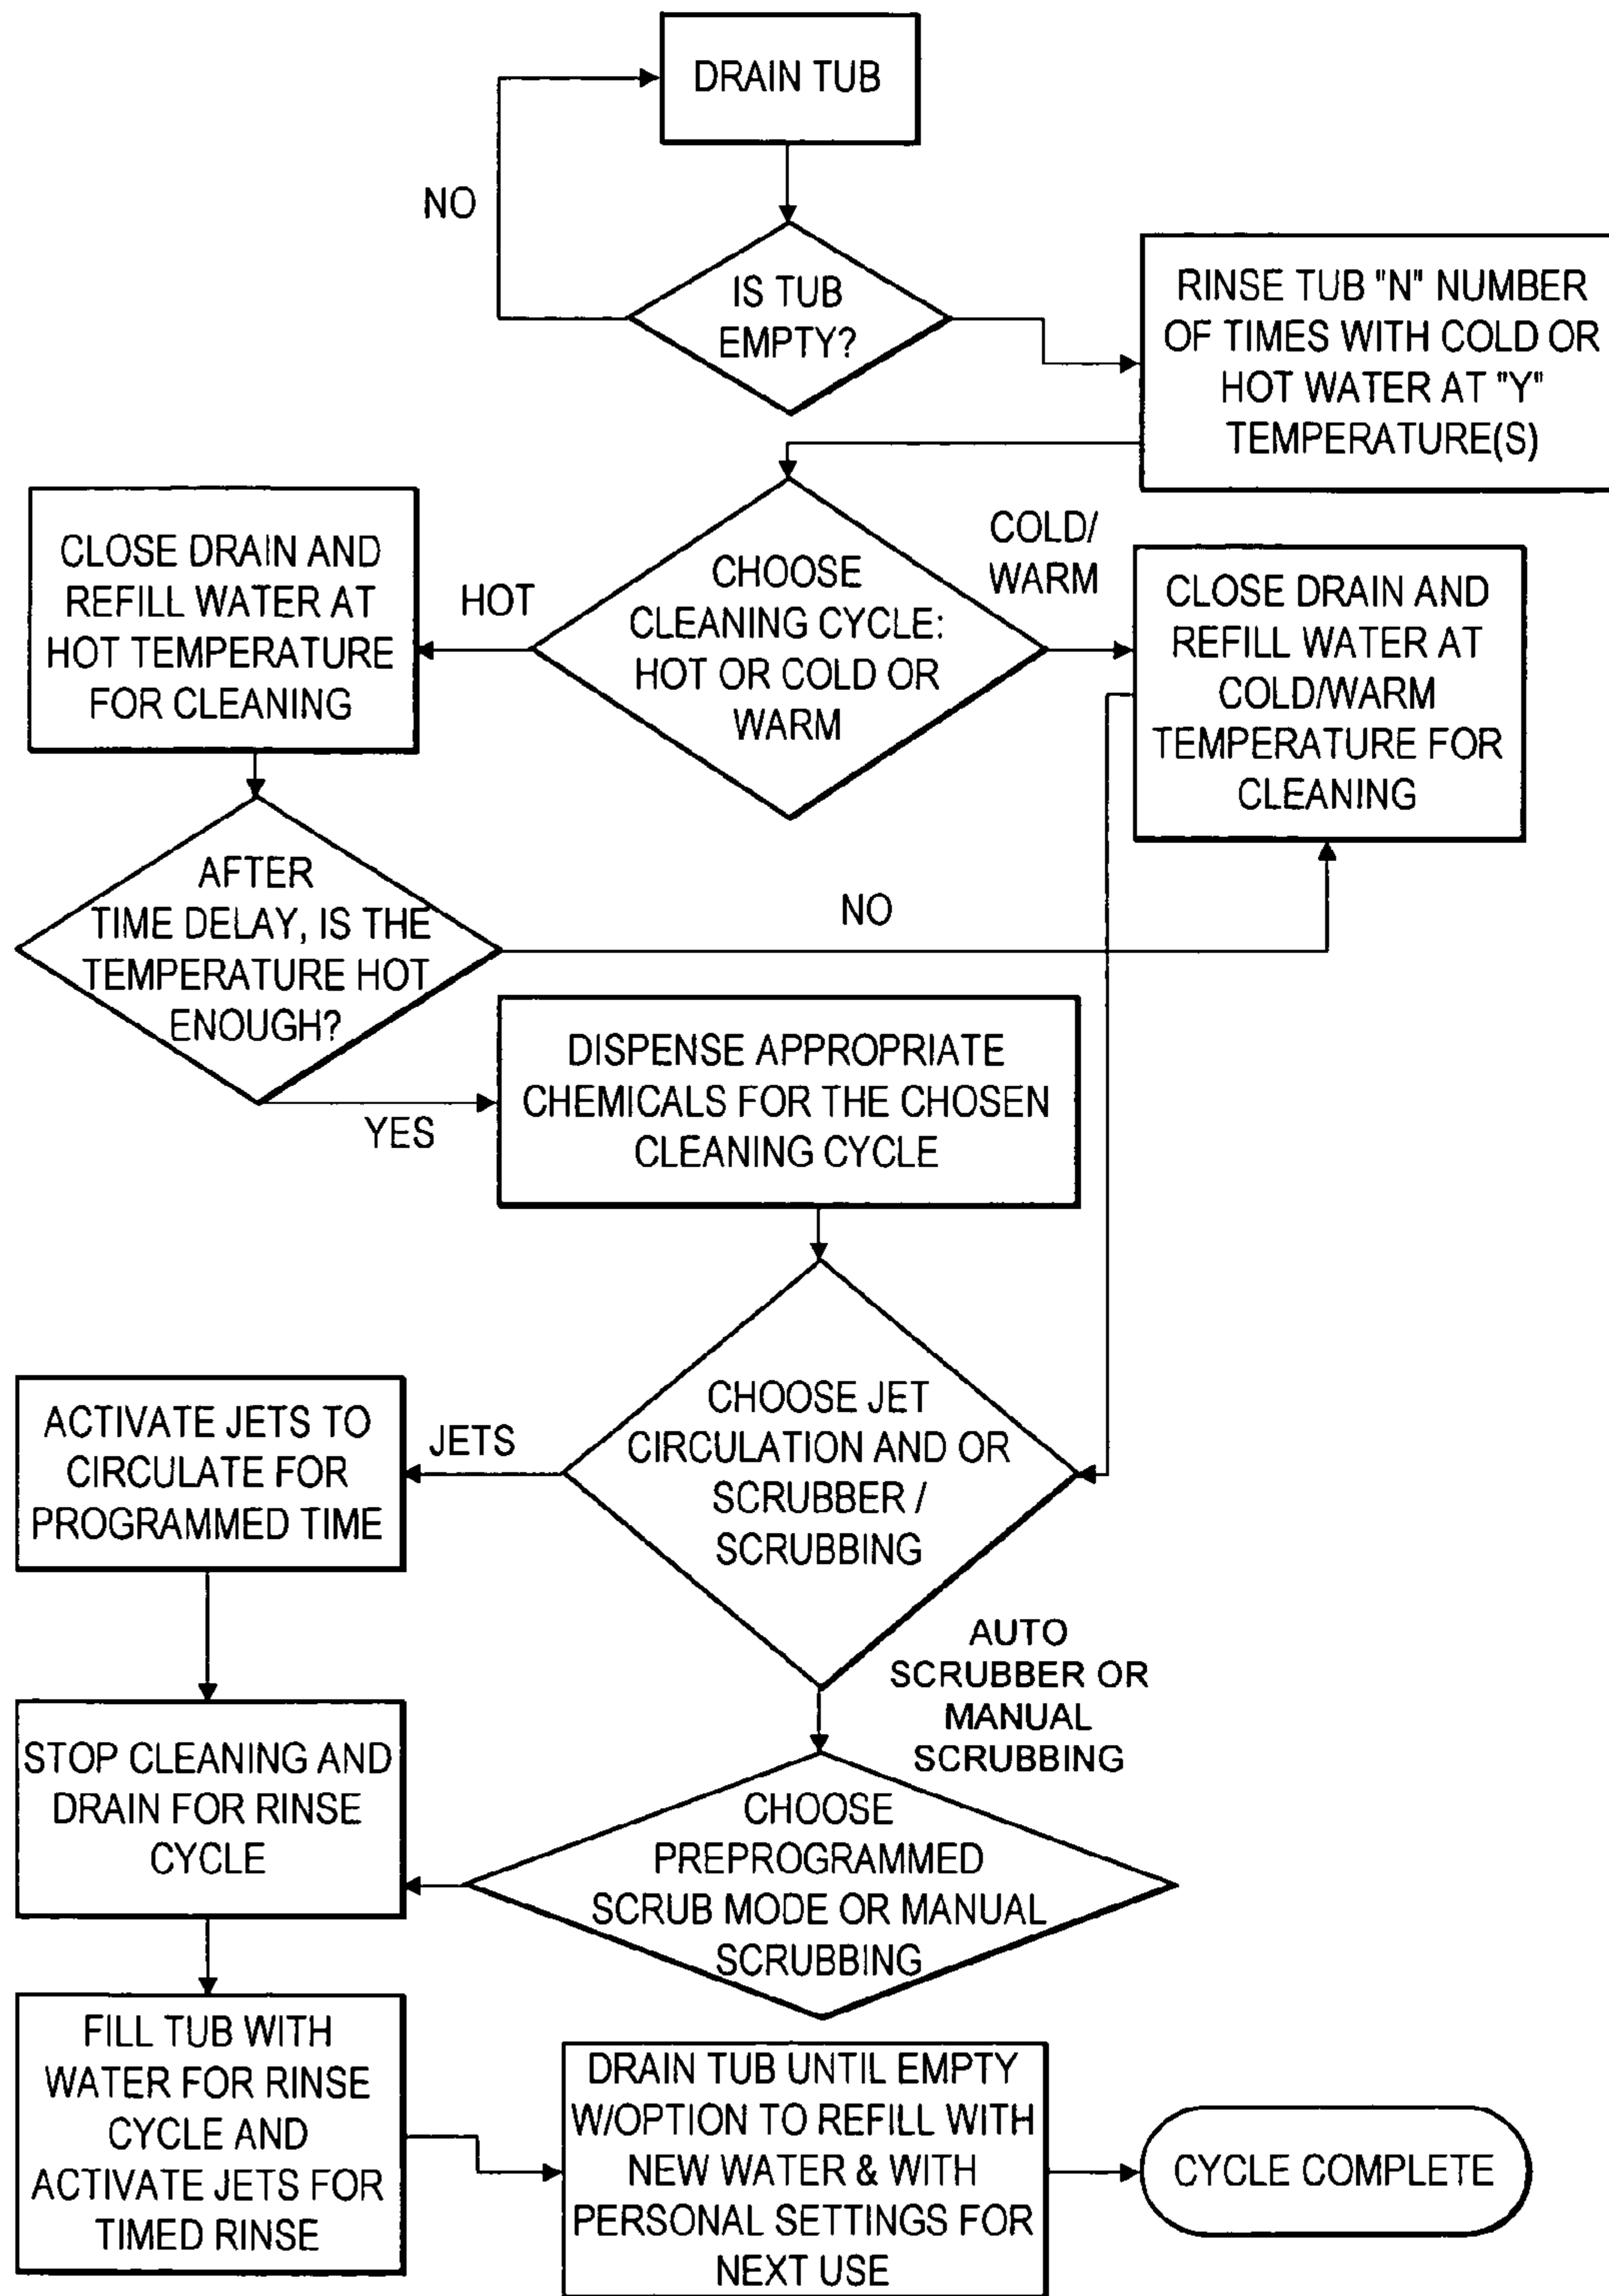 DRAIN TUB
NO
IS TUB
EMPTY?
RINSE TUB "N" NUMBER
OF TIMES WITH COLD OR
HOT WATER AT "Y"
TEMPERATURE(S)
CLOSE DRAIN AND
REFILL WATER AT
HOT TEMPERATURE
FOR CLEANING
HOT
CHOOSE
CLEANING CYCLE:
HOT OR COLD OR
WARM
COLD/
WARM
CLOSE DRAIN AND
REFILL WATER AT
COLD/WARM
TEMPERATURE FOR
CLEANING
AFTER
TIME DELAY, IS THE
TEMPERATURE HOT
ENOUGH?
NO
YES
DISPENSE APPROPRIATE
CHEMICALS FOR THE CHOSEN
CLEANING CYCLE
CHOOSE JET
CIRCULATION AND OR
SCRUBBER /
SCRUBBING
JETS
ACTIVATE JETS TO
CIRCULATE FOR
PROGRAMMED TIME
AUTO
SCRUBBER OR
MANUAL
SCRUBBING
STOP CLEANING AND
DRAIN FOR RINSE
CYCLE
CHOOSE
PREPROGRAMMED
SCRUB MODE OR MANUAL
SCRUBBING
FILL TUB WITH
WATER FOR RINSE
CYCLE AND
ACTIVATE JETS FOR
TIMED RINSE
DRAIN TUB UNTIL EMPTY
W/OPTION TO REFILL WITH
NEW WATER & WITH
PERSONAL SETTINGS FOR
NEXT USE
CYCLE COMPLETE